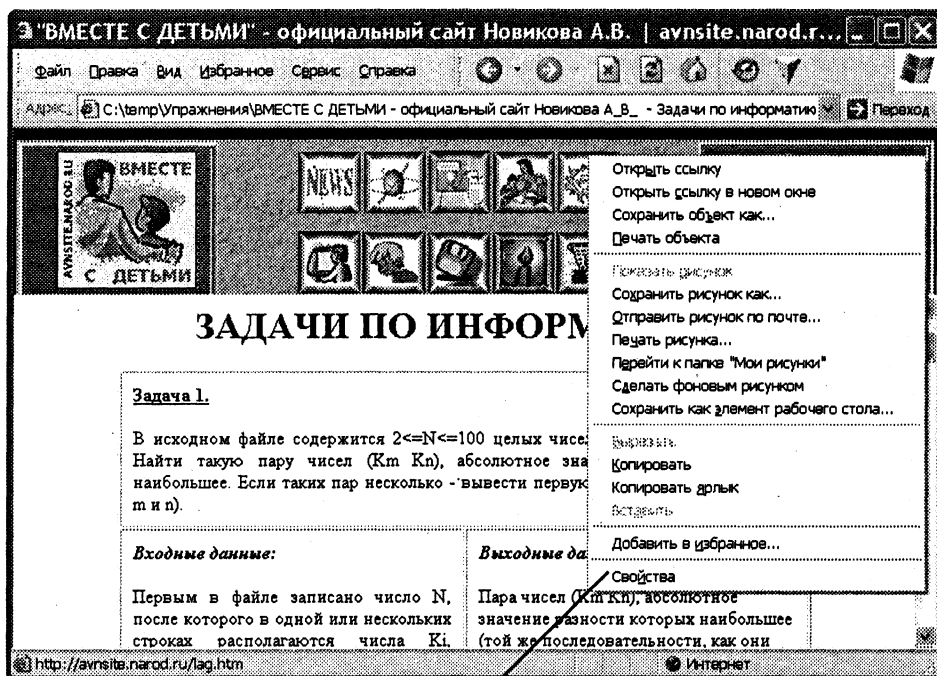 "ВМЕСТЕ С ДЕТЬМИ" - официальный сайт Новикова А.В. | avnsite.narod.r...
Файл Правка Вид Избранное Сервис Справка
Адрес: C:\temp\Упражнения\ВМЕСТЕ С ДЕТЬМИ - официальный сайт Новикова А_В_ - Задачи по информатик Переход
AVNSITE.NAROD.RU
ВМЕСТЕ
С ДЕТЬМИ
NEWS
ЗАДАЧИ ПО ИНФОРМ
Задача 1.
В исходном файле содержится 2<=N<=100 целых чисел
Найти такую пару чисел (Km Kn), абсолютное зна
наибольшее. Если таких пар несколько - вывести первую
m и n).
Входные данные:
Первым в файле записано число N,
после которого в одной или нескольких
строках располагаются числа Ki,
Выходные да
Пара чисел (Km Kn), абсолютное
значение разности которых наибольшее
(той же последовательности, как они
Открыть ссылку
Открыть ссылку в новом окне
Сохранить объект как...
Печать объекта
Показать рисунок
Сохранить рисунок как...
Отправить рисунок по почте...
Печать рисунка...
Перейти к папке "Мои рисунки"
Сделать фоновым рисунком
Сохранить как элемент рабочего стола...
Вырезать
Копировать
Копировать ярлык
Вставить
Добавить в избранное...
Свойства
http://avnsite.narod.ru/lag.htm
Интернет